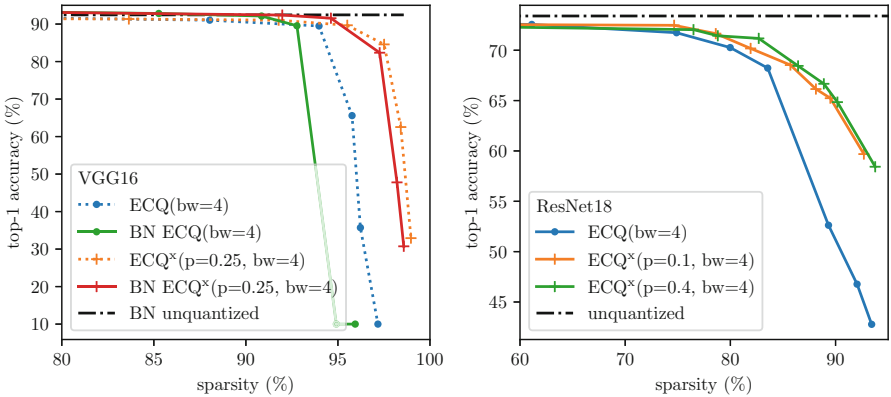 90
80
70
60
50
40
30
20
10
top-1 accuracy (%)
80
85
90
95
100
sparsity (%)
VGG16
ECQ(bw=4)
BN ECQ(bw=4)
ECQˣ(p=0.25, bw=4)
BN ECQˣ(p=0.25, bw=4)
BN unquantized
70
65
60
55
50
45
top-1 accuracy (%)
60
70
80
90
sparsity (%)
ResNet18
ECQ(bw=4)
ECQˣ(p=0.1, bw=4)
ECQˣ(p=0.4, bw=4)
unquantized